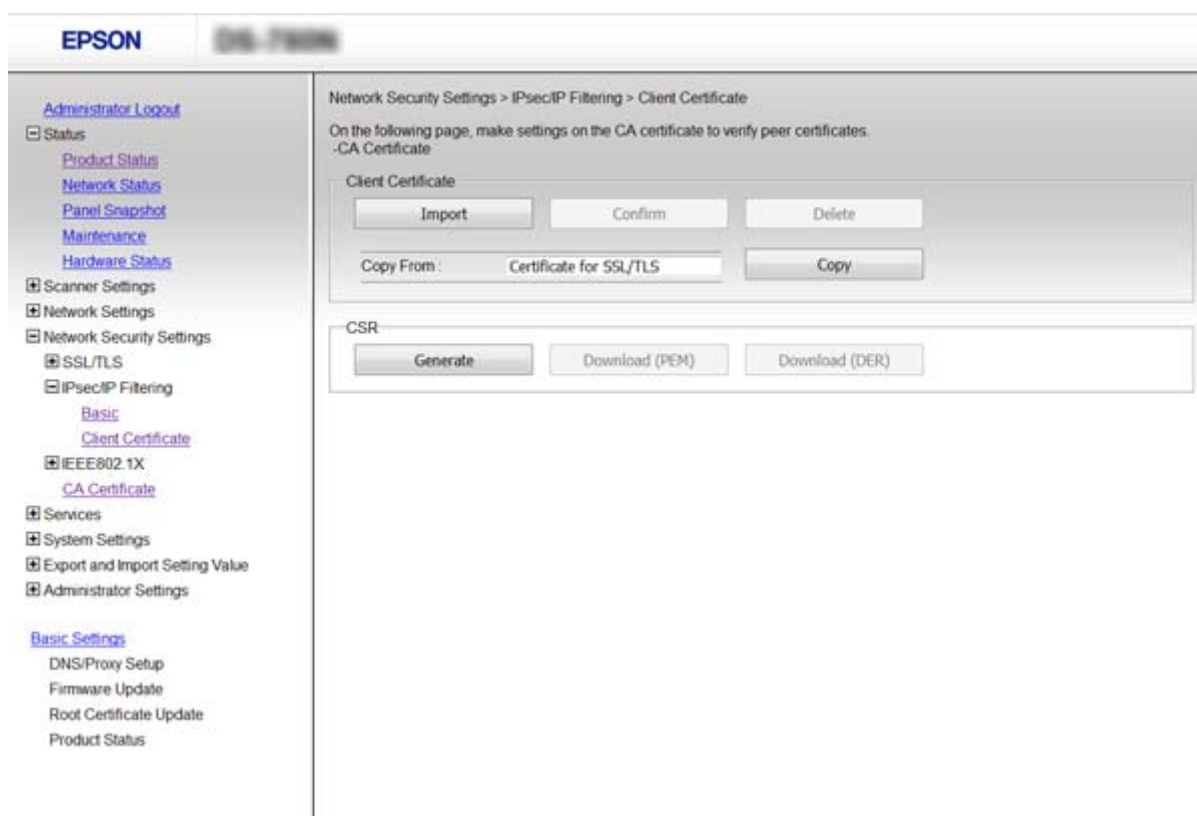 EPSON
Administrator Logout
Status
Product Status
Network Status
Panel Snapshot
Maintenance
Hardware Status
Scanner Settings
Network Settings
Network Security Settings
SSL/TLS
IPsec/IP Filtering
Basic
Client Certificate
IEEE802.1X
CA Certificate
Services
System Settings
Export and Import Setting Value
Administrator Settings
Basic Settings
DNS/Proxy Setup
Firmware Update
Root Certificate Update
Product Status
Network Security Settings > IPsec/IP Filtering > Client Certificate
On the following page, make settings on the CA certificate to verify peer certificates.
-CA Certificate
Client Certificate
Import Confirm Delete
Copy From : Certificate for SSL/TLS Copy
CSR
Generate Download (PEM) Download (DER)